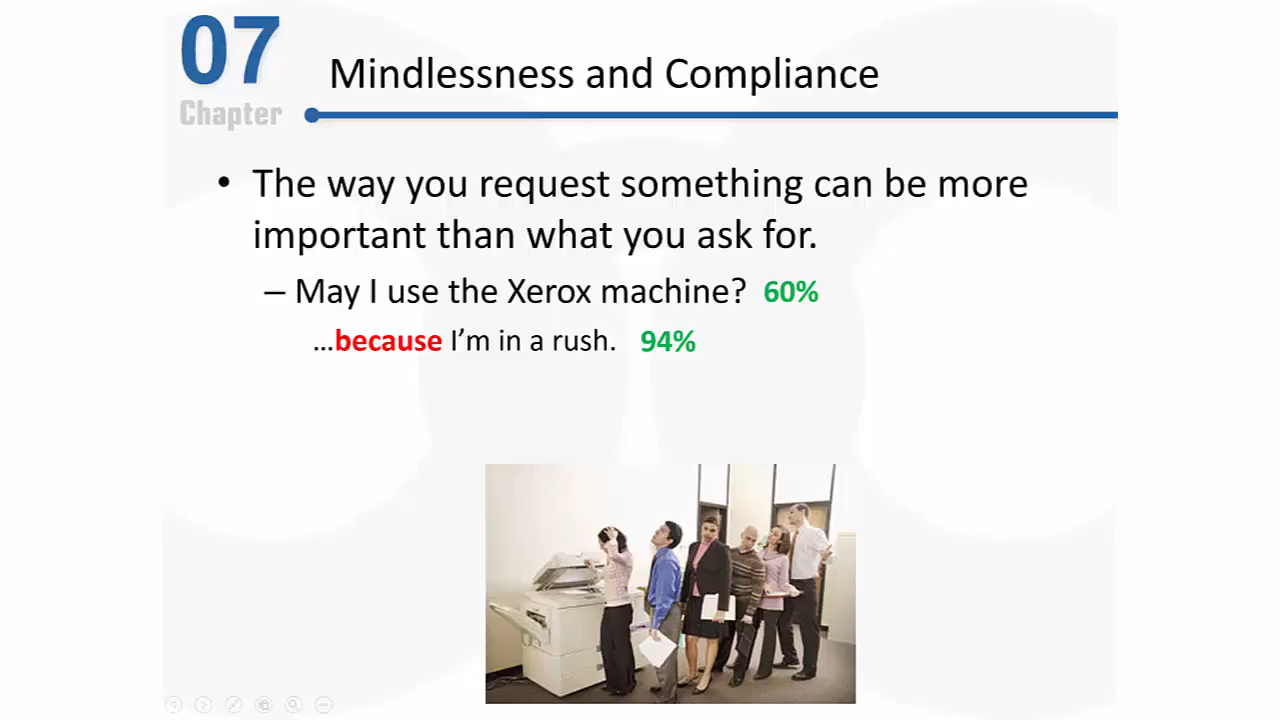 07
Chapter
Mindlessness and Compliance
• The way you request something can be more
important than what you ask for.
– May I use the Xerox machine? 60%
...because I’m in a rush. 94%